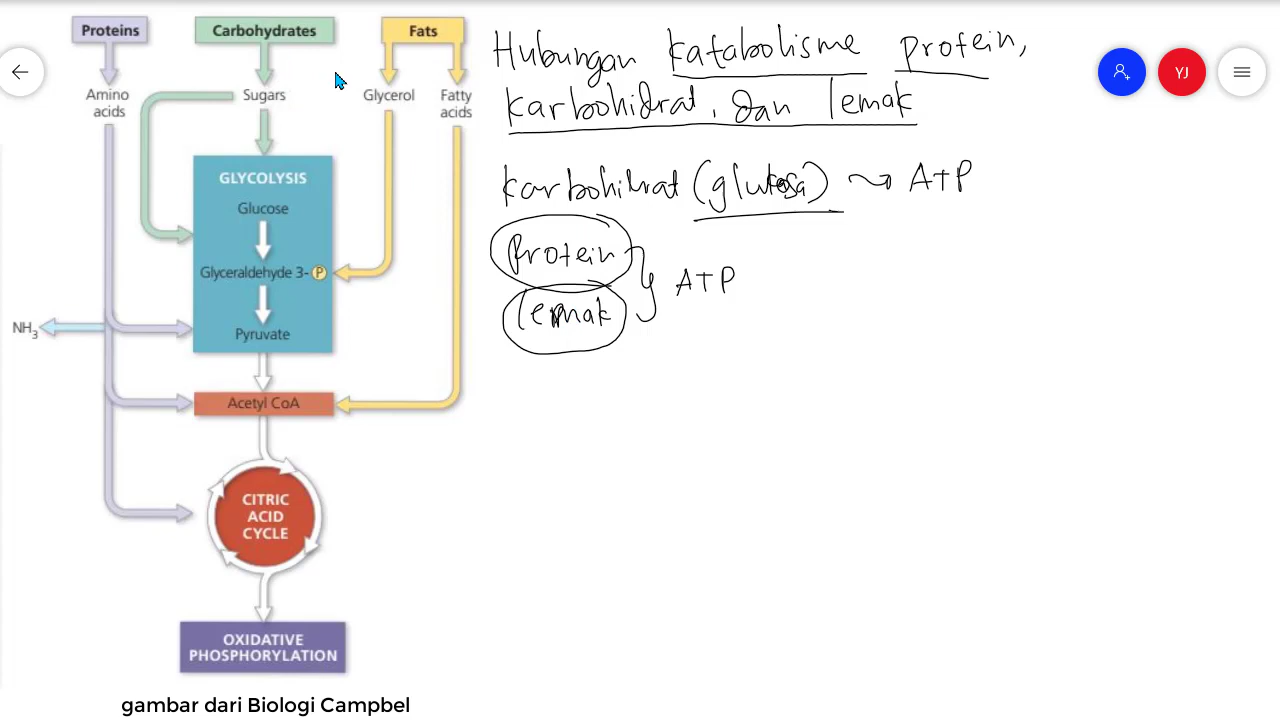 Proteins
Carbohydrates
Fats
Amino acids
Sugars
Glycerol
Fatty acids
GLYCOLYSIS
Glucose
Glyceraldehyde 3- P
Pyruvate
NH₃
Acetyl CoA
CITRIC
ACID
CYCLE
OXIDATIVE
PHOSPHORYLATION
gambar dari Biologi Campbel
Hubungan katabolisme protein,
karbohidrat, dan lemak
karbohidrat (glukosa) → ATP
Protein
lemak
ATP
YJ